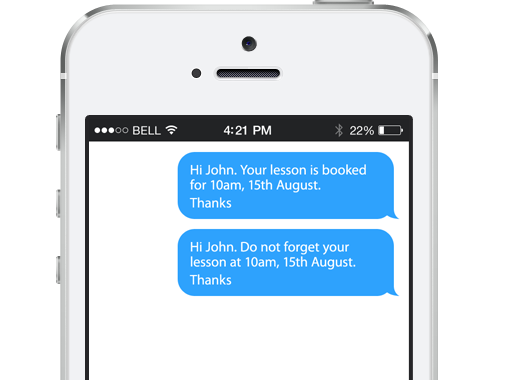 BELL 4:21 PM 22%
Hi John. Your lesson is booked
for 10am, 15th August.
Thanks
Hi John. Do not forget your
lesson at 10am, 15th August.
Thanks